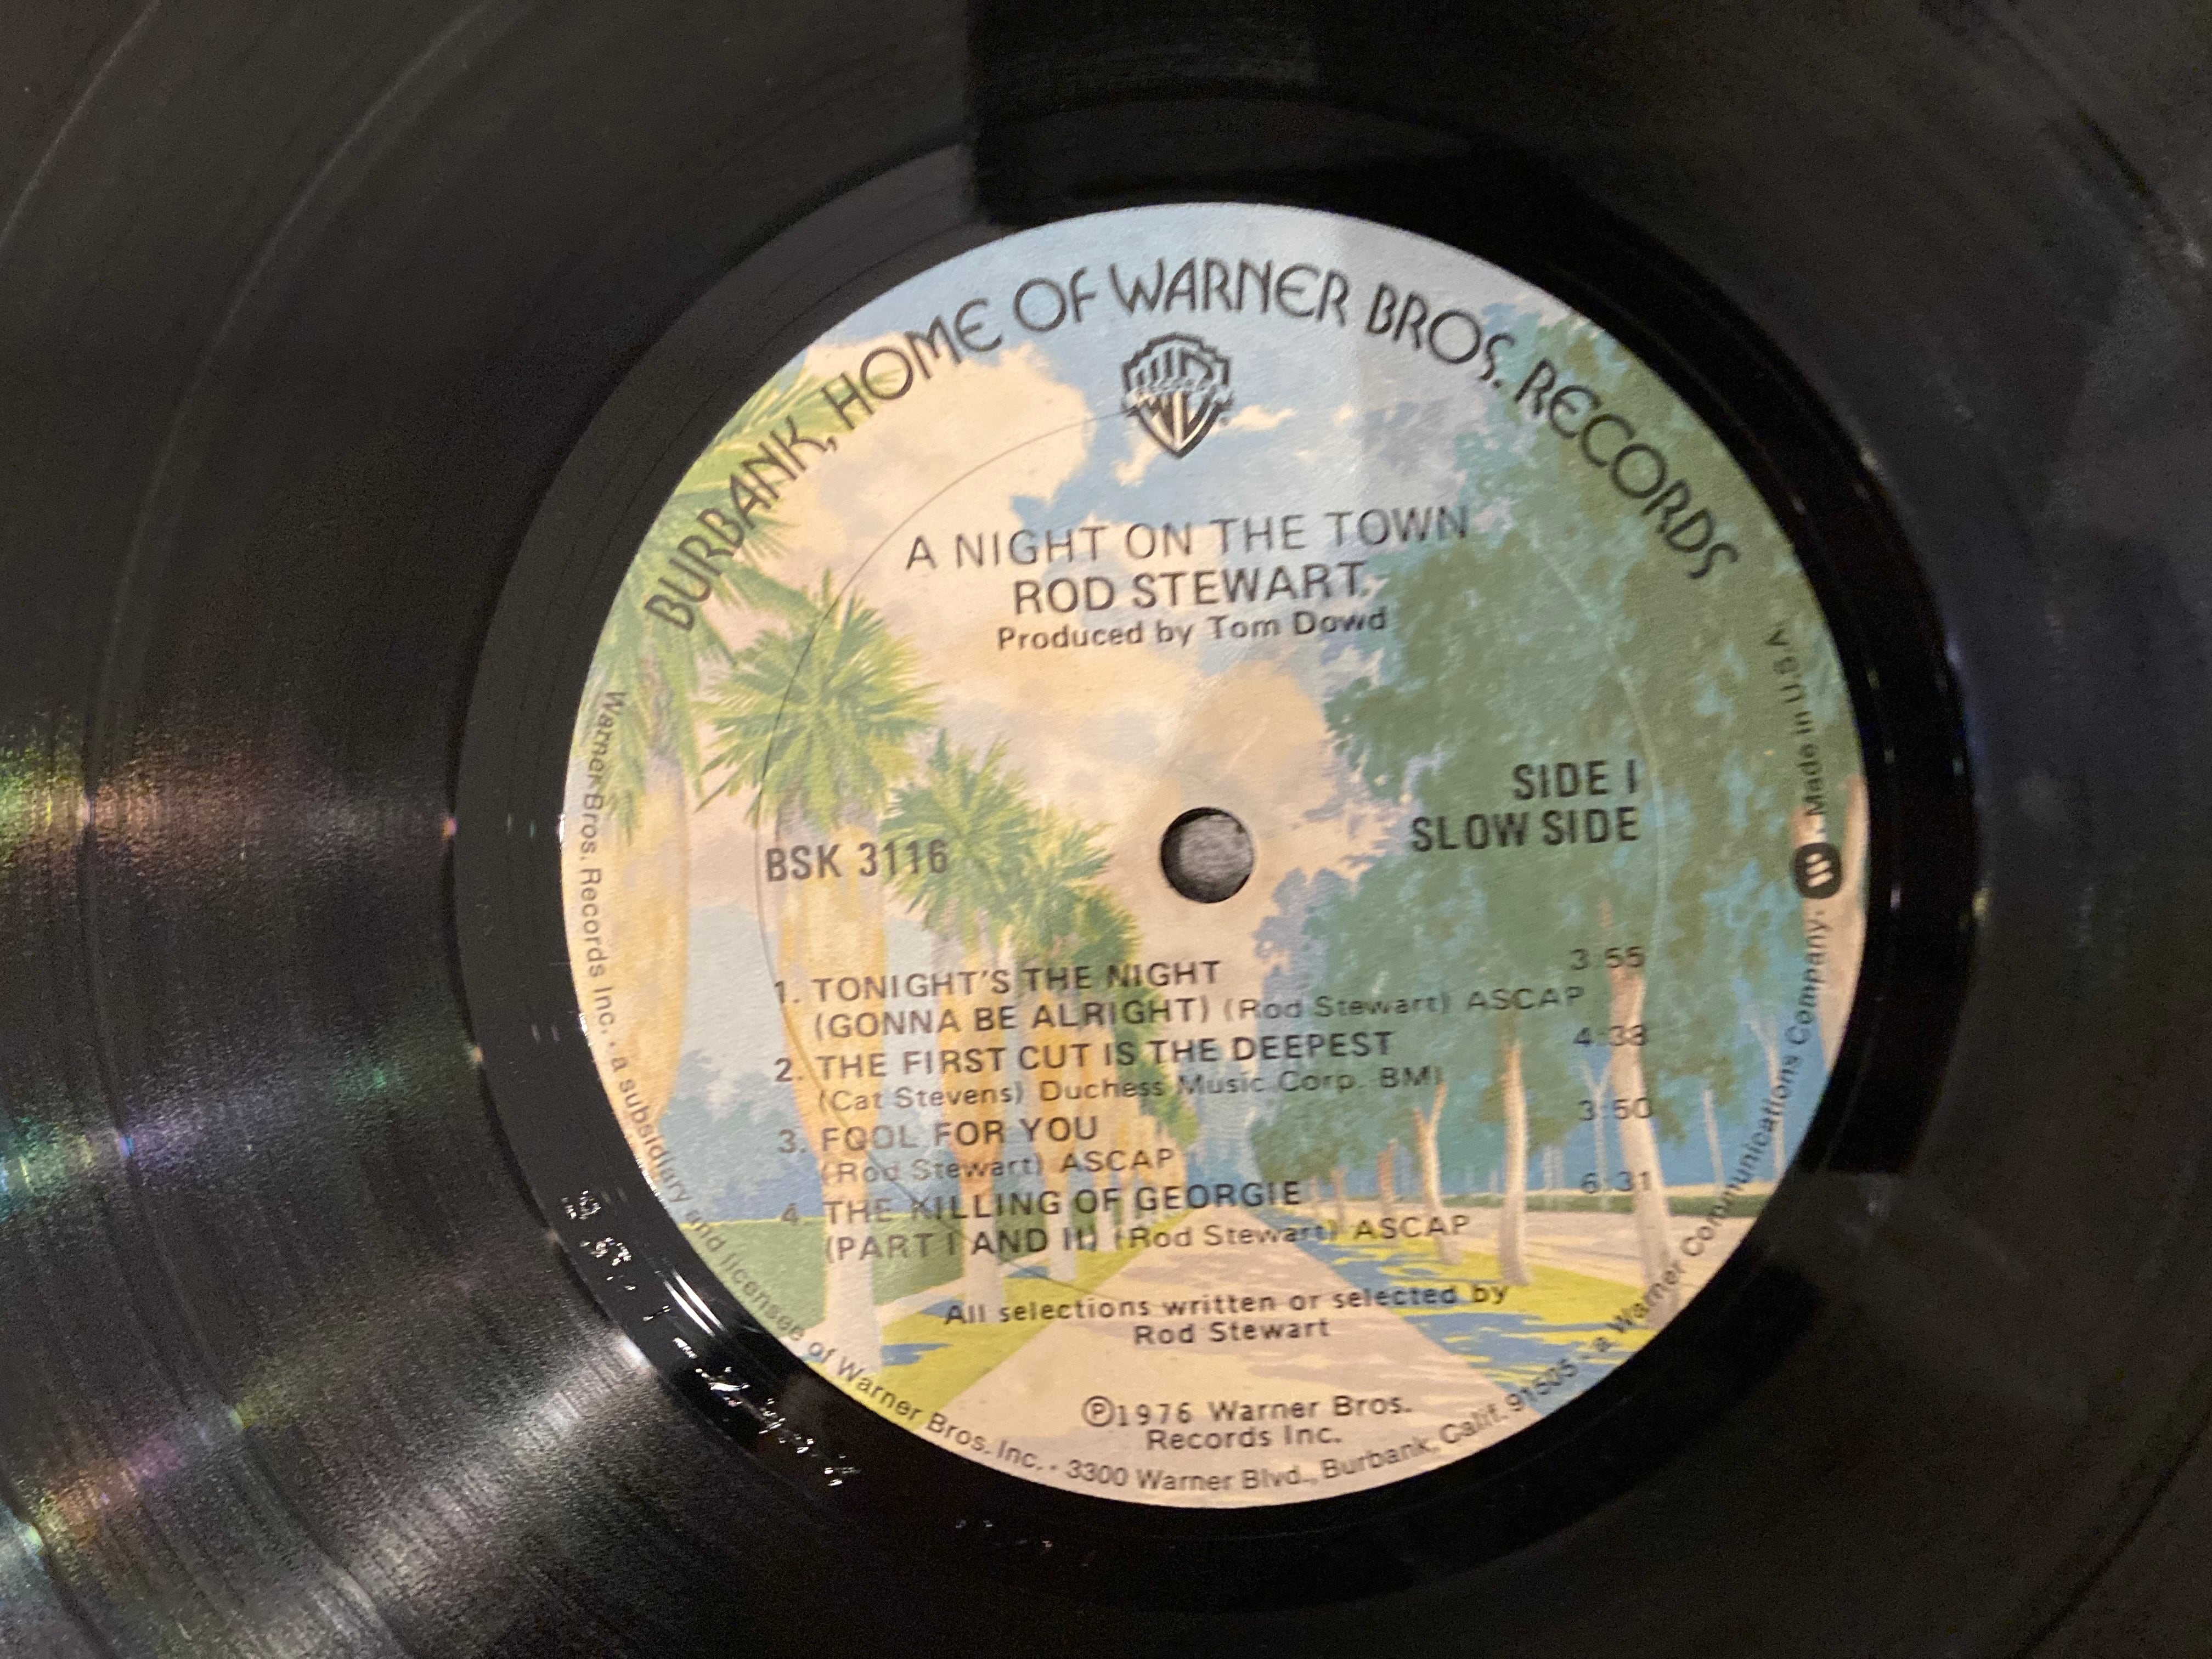 BURBANK, HOME OF WARNER BROS. RECORDS
A NIGHT ON THE TOWN
ROD STEWART
Produced by Tom Dowd
SIDE 1
SLOW SIDE
BSK 3116
1. TONIGHT'S THE NIGHT 3:55
(GONNA BE ALRIGHT) (Rod Stewart) ASCAP
2. THE FIRST CUT IS THE DEEPEST 4:38
(Cat Stevens) Duchess Music Corp. BMI
3. FOOL FOR YOU 3:50
(Rod Stewart) ASCAP
4. THE KILLING OF GEORGIE 6:31
(PART I AND II) (Rod Stewart) ASCAP
All selections written or selected by
Rod Stewart
Ⓟ1976 Warner Bros.
Records Inc.
Warner Bros. Records Inc. • a subsidiary and licensee of Warner Bros. Inc. • 3300 Warner Blvd., Burbank, Calif. 91505 • a Warner Communications Company. • Made in U.S.A.